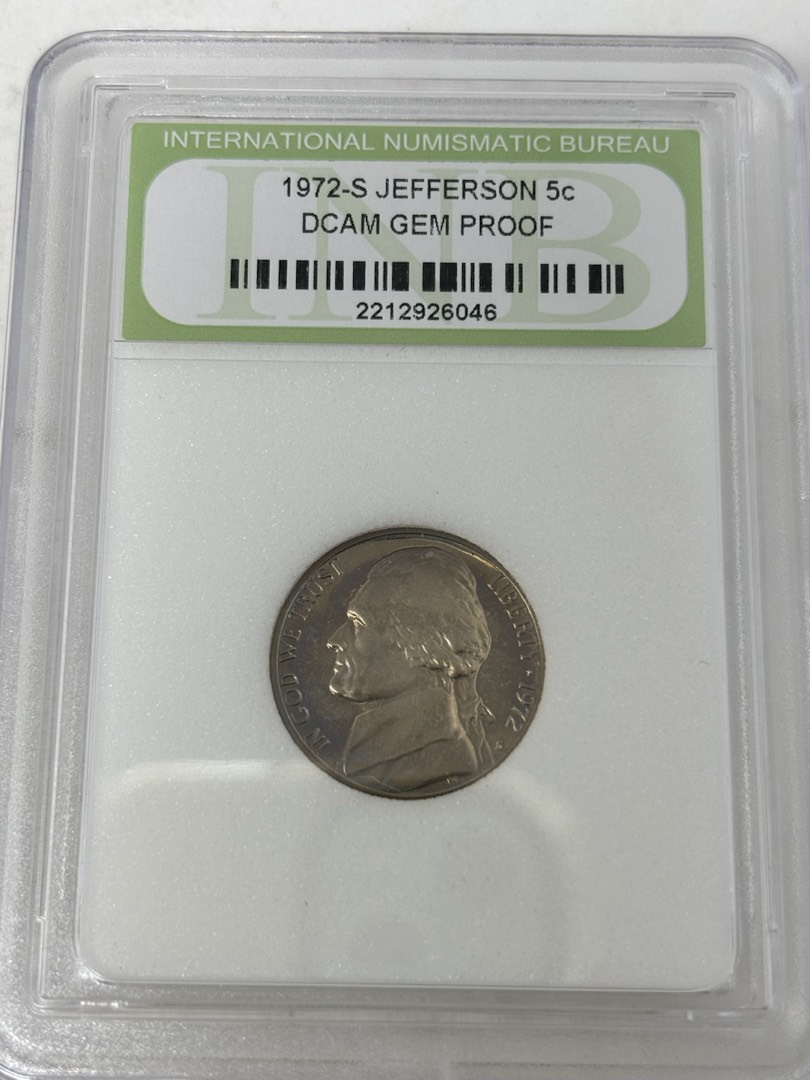 INTERNATIONAL NUMISMATIC BUREAU
INB
1972-S JEFFERSON 5c
DCAM GEM PROOF
2212926046
IN GOD WE TRUST
LIBERTY * 1972
S